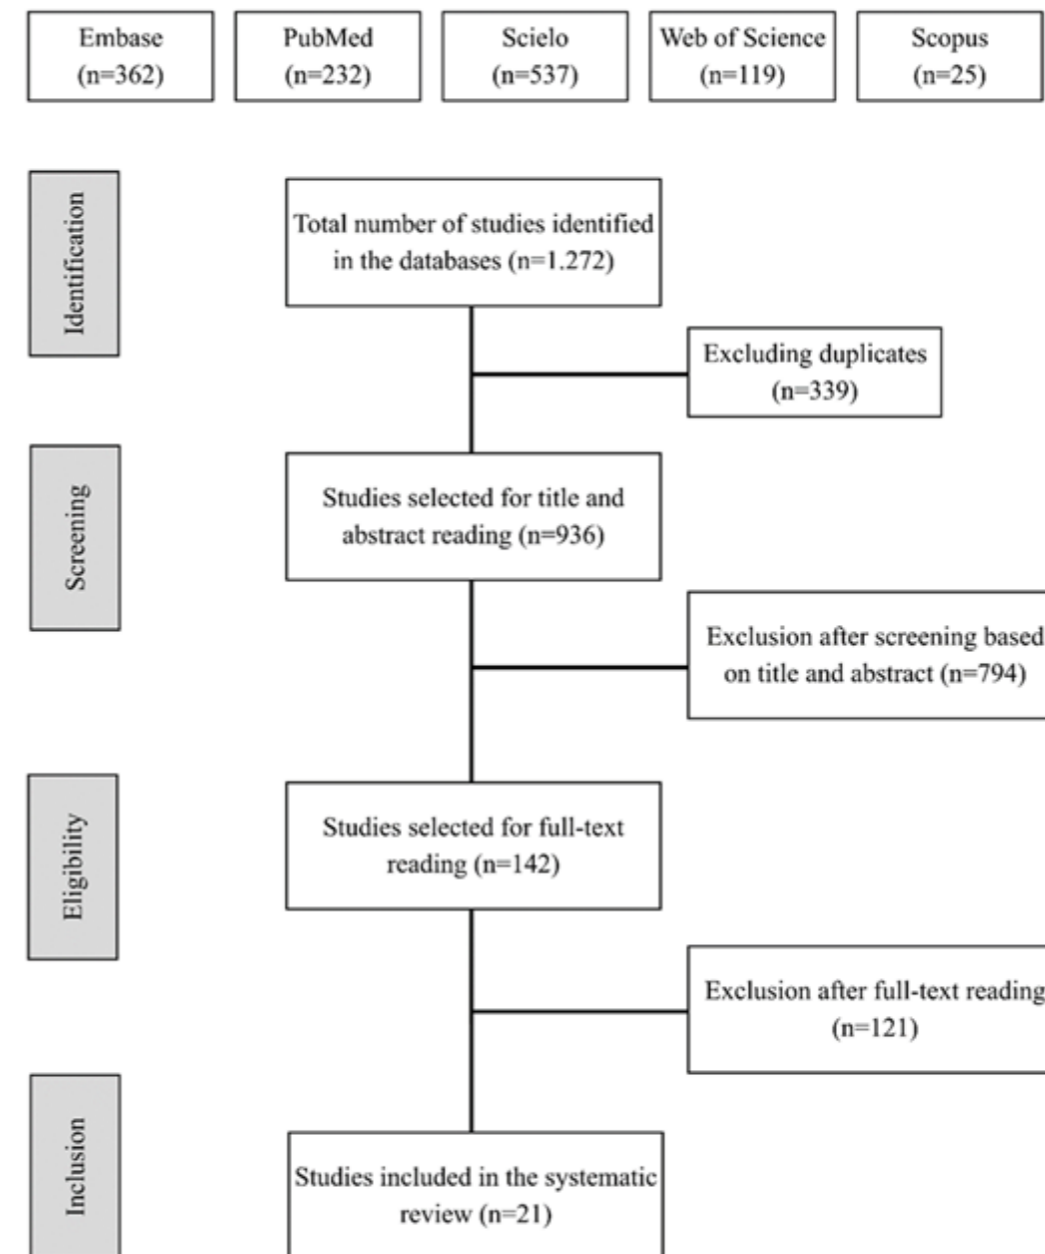 Embase
(n=362)
PubMed
(n=232)
Scielo
(n=537)
Web of Science
(n=119)
Scopus
(n=25)
Identification
Total number of studies identified
in the databases (n=1.272)
Excluding duplicates
(n=339)
Screening
Studies selected for title and
abstract reading (n=936)
Exclusion after screening based
on title and abstract (n=794)
Eligibility
Studies selected for full-text
reading (n=142)
Exclusion after full-text reading
(n=121)
Inclusion
Studies included in the systematic
review (n=21)